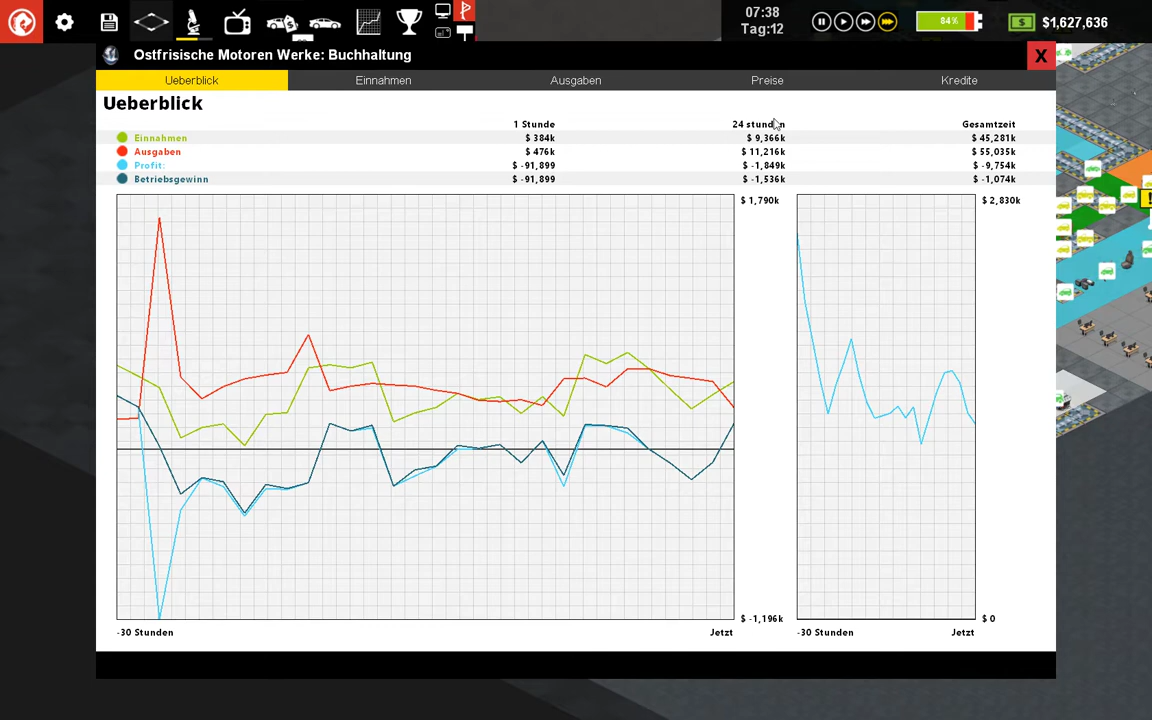 07:38
Tag:12
84%
$1,627,636
Ostfrisische Motoren Werke: Buchhaltung
X
Ueberblick Einnahmen Ausgaben Preise Kredite
Ueberblick
1 Stunde 24 stunden Gesamtzeit
Einnahmen $ 384k $ 9,366k $ 45,281k
Ausgaben $ 476k $ 11,216k $ 55,035k
Profit: $ -91,899 $ -1,849k $ -9,754k
Betriebsgewinn $ -91,899 $ -1,536k $ -1,074k
$ 1,790k $ 2,830k
$ -1,196k $ 0
-30 Stunden Jetzt -30 Stunden Jetzt